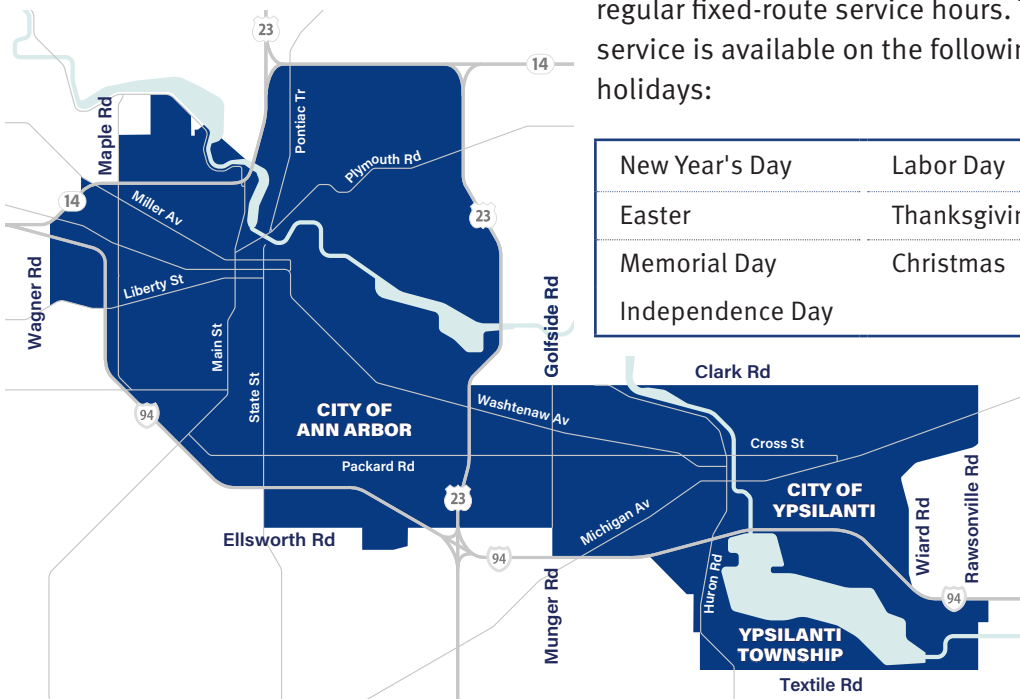 regular fixed-route service hours.
service is available on the
holidays:
New Year's Day
Labor Day
Easter
Memorial Day
Christmas
Independence Day
23
14
Maple Rd
Pontiac Tr
Plymouth Rd
14
Miller Av
23
Wagner Rd
Liberty St
Golfside Rd
Main St
State St
Clark Rd
94
CITY OF
ANN ARBOR
Washtenaw Av
Cross St
Packard Rd
23
CITY OF
YPSILANTI
Michigan Av
Ellsworth Rd
94
Wiard Rd
Rawsonville Rd
Huron Rd
Munger Rd
94
YPSILANTI
TOWNSHIP
Textile Rd